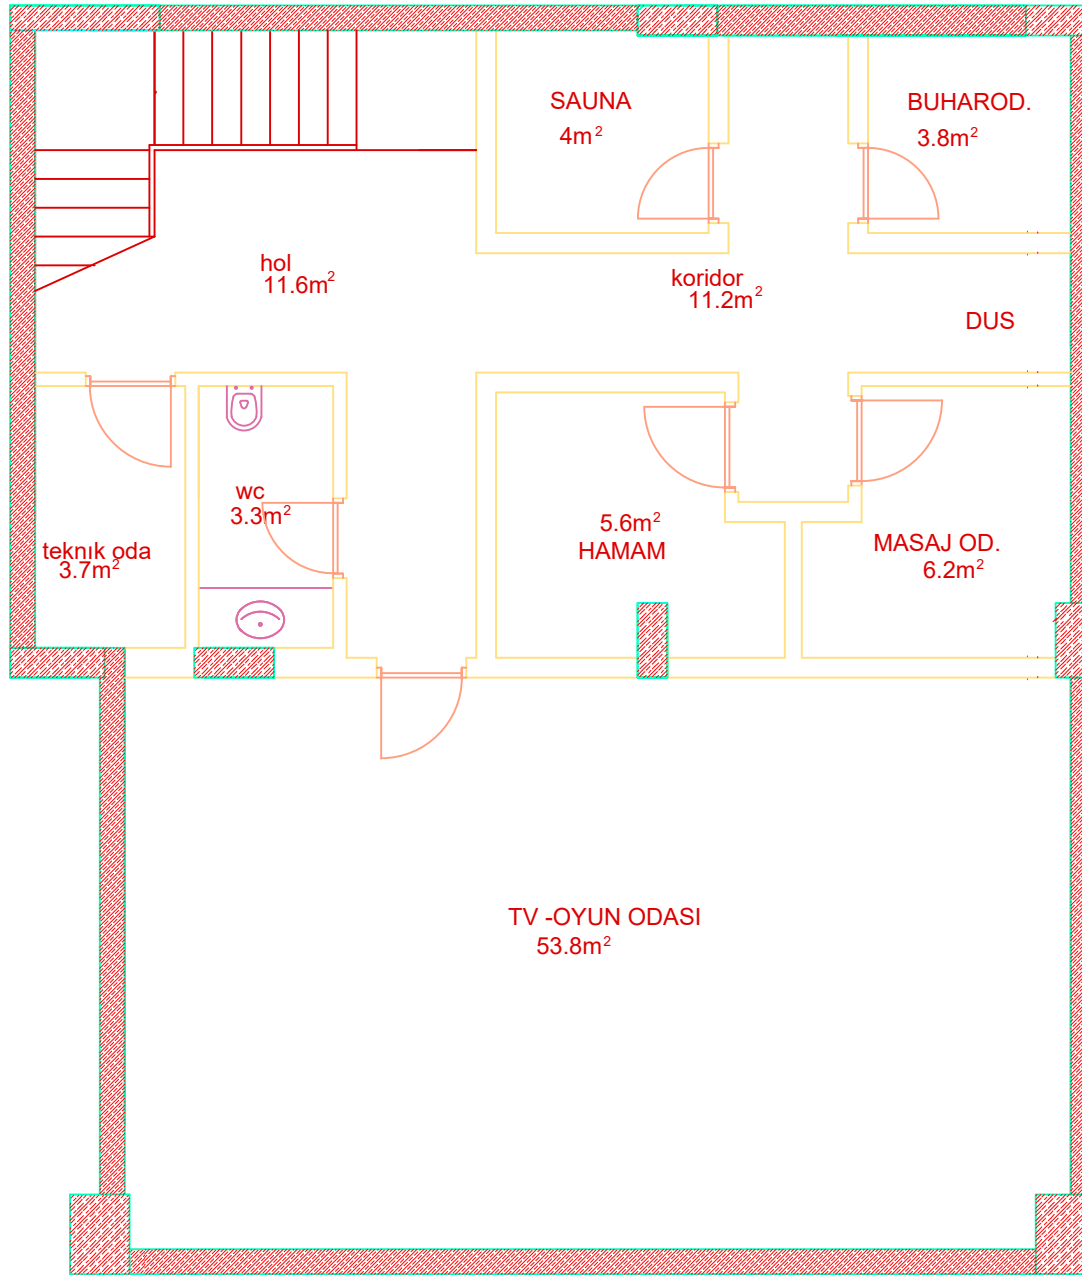 SAUNA
4m²
BUHAROD.
3.8m²
hol
11.6m²
koridor
11.2m²
DUS
wc
3.3m²
teknık oda
3.7m²
5.6m²
HAMAM
MASAJ OD.
6.2m²
TV -OYUN ODASI
53.8m²